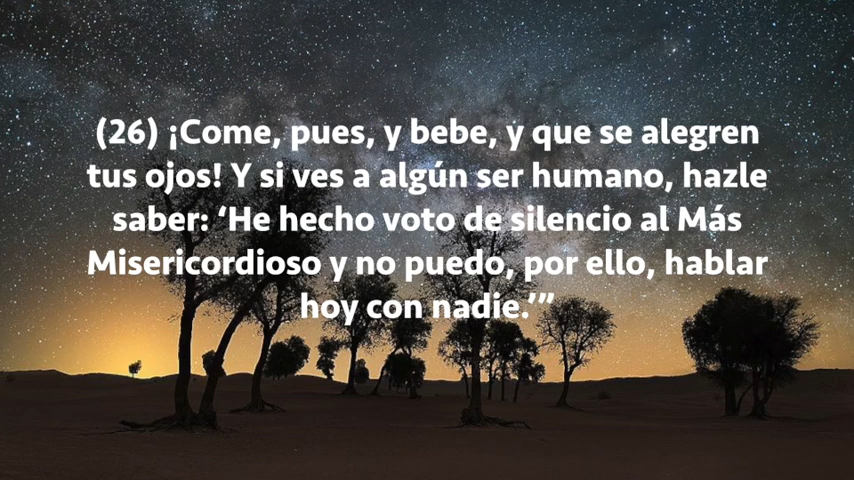 (26) ¡Come, pues, y bebe, y que se alegren
tus ojos! Y si ves a algún ser humano, hazle
saber: ‘He hecho voto de silencio al Más
Misericordioso y no puedo, por ello, hablar
hoy con nadie.’”